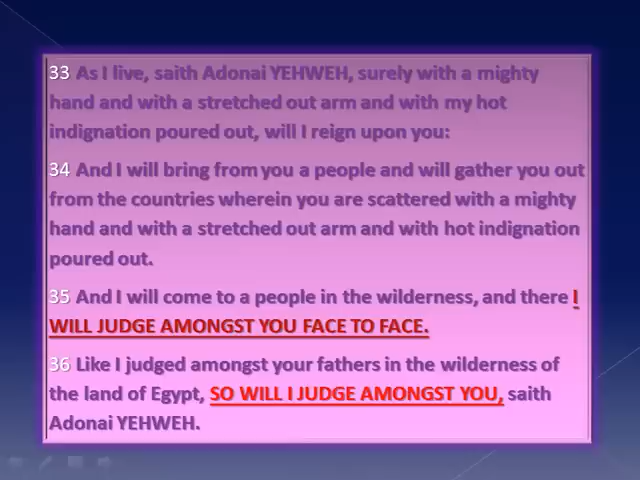 33 As I live, saith Adonai YEHWEH, surely with a mighty
hand and with a stretched out arm and with my hot
indignation poured out, will I reign upon you:
34 And I will bring from you a people and will gather you out
from the countries wherein you are scattered with a mighty
hand and with a stretched out arm and with hot indignation
poured out.
35 And I will come to a people in the wilderness, and there I
WILL JUDGE AMONGST YOU FACE TO FACE.
36 Like I judged amongst your fathers in the wilderness of
the land of Egypt, SO WILL I JUDGE AMONGST YOU, saith
Adonai YEHWEH.